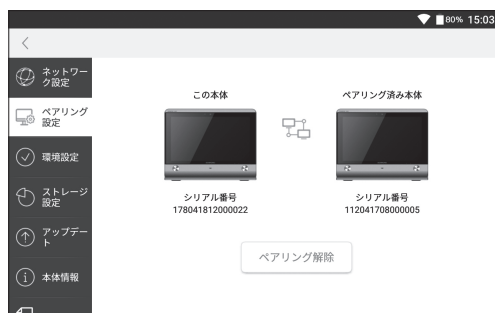 80% 15:03
ネットワー
ク設定
ペアリング
設定
環境設定
ストレージ
設定
アップデー
ト
本体情報
この本体
ペアリング済み本体
シリアル番号
178041812000022
シリアル番号
112041708000005
ペアリング解除